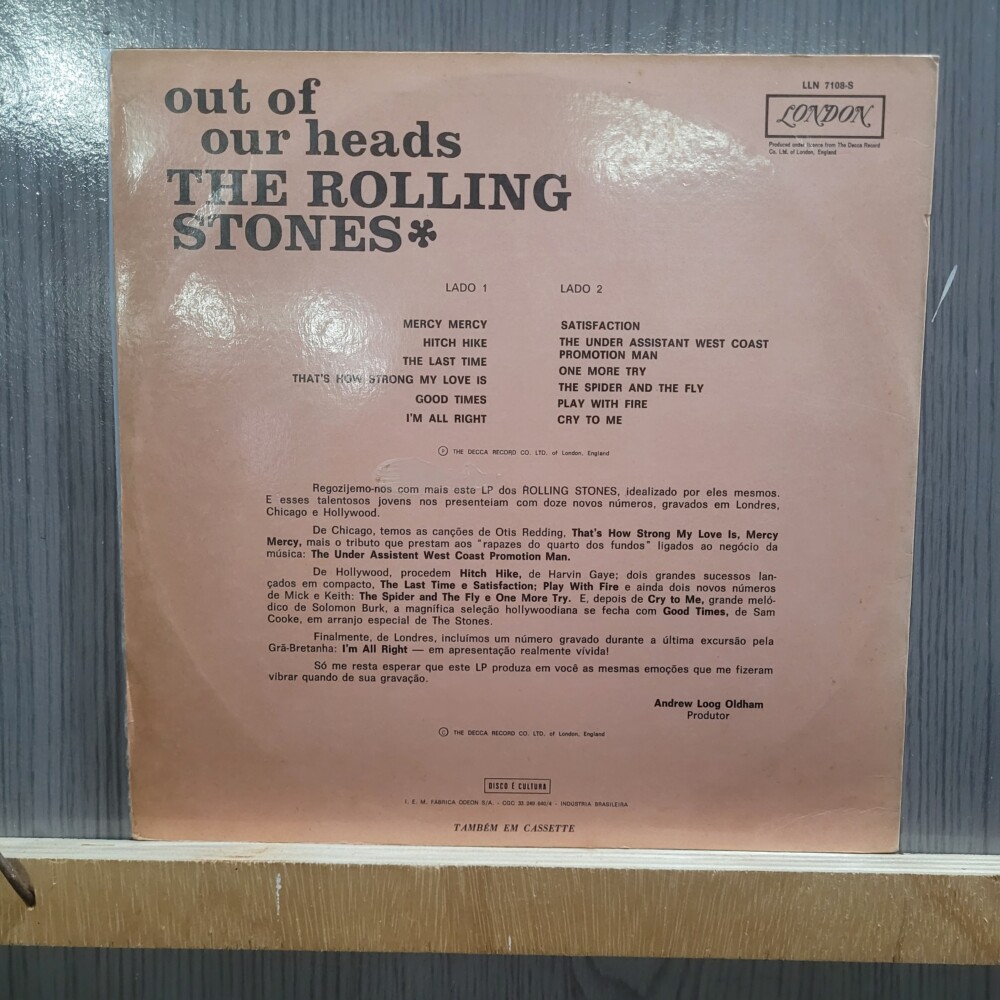 out of
our heads
THE ROLLING
STONES*
LLN 7108-S
LONDON
Produced under licence from The Decca Record
Co. Ltd. of London, England
LADO 1
MERCY MERCY
HITCH HIKE
THE LAST TIME
THAT'S HOW STRONG MY LOVE IS
GOOD TIMES
I'M ALL RIGHT
LADO 2
SATISFACTION
THE UNDER ASSISTANT WEST COAST
PROMOTION MAN
ONE MORE TRY
THE SPIDER AND THE FLY
PLAY WITH FIRE
CRY TO ME
Ⓟ THE DECCA RECORD CO. LTD. of London, England
Regozijemo-nos com mais este LP dos ROLLING STONES, idealizado por eles mesmos.
E esses talentosos jovens nos presenteiam com doze novos números, gravados em Londres,
Chicago e Hollywood.
De Chicago, temos as canções de Otis Redding, That's How Strong My Love Is, Mercy
Mercy, mais o tributo que prestam aos "rapazes do quarto dos fundos" ligados ao negócio da
música: The Under Assistent West Coast Promotion Man.
De Hollywood, procedem Hitch Hike, de Harvin Gaye; dois grandes sucessos lan-
çados em compacto, The Last Time e Satisfaction; Play With Fire e ainda dois novos números
de Mick e Keith: The Spider and The Fly e One More Try. E, depois de Cry to Me, grande meló-
dico de Solomon Burk, a magnífica seleção hollywoodiana se fecha com Good Times, de Sam
Cooke, em arranjo especial de The Stones.
Finalmente, de Londres, incluímos um número gravado durante a última excursão pela
Grã-Bretanha: I'm All Right — em apresentação realmente vívida!
Só me resta esperar que este LP produza em você as mesmas emoções que me fizeram
vibrar quando de sua gravação.
Andrew Loog Oldham
Produtor
© THE DECCA RECORD CO. LTD. of London, England
DISCO É CULTURA
I. E. M. FÁBRICA ODEON S/A. - CGC 33.249.640/4 - INDÚSTRIA BRASILEIRA
TAMBÉM EM CASSETTE